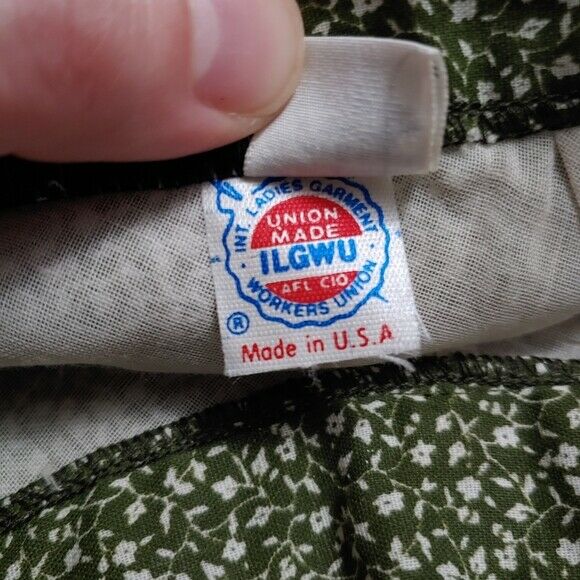 INT. LADIES GARMENT
UNION
MADE
ILGWU
AFL CIO
WORKERS UNION
®
Made in U.S.A